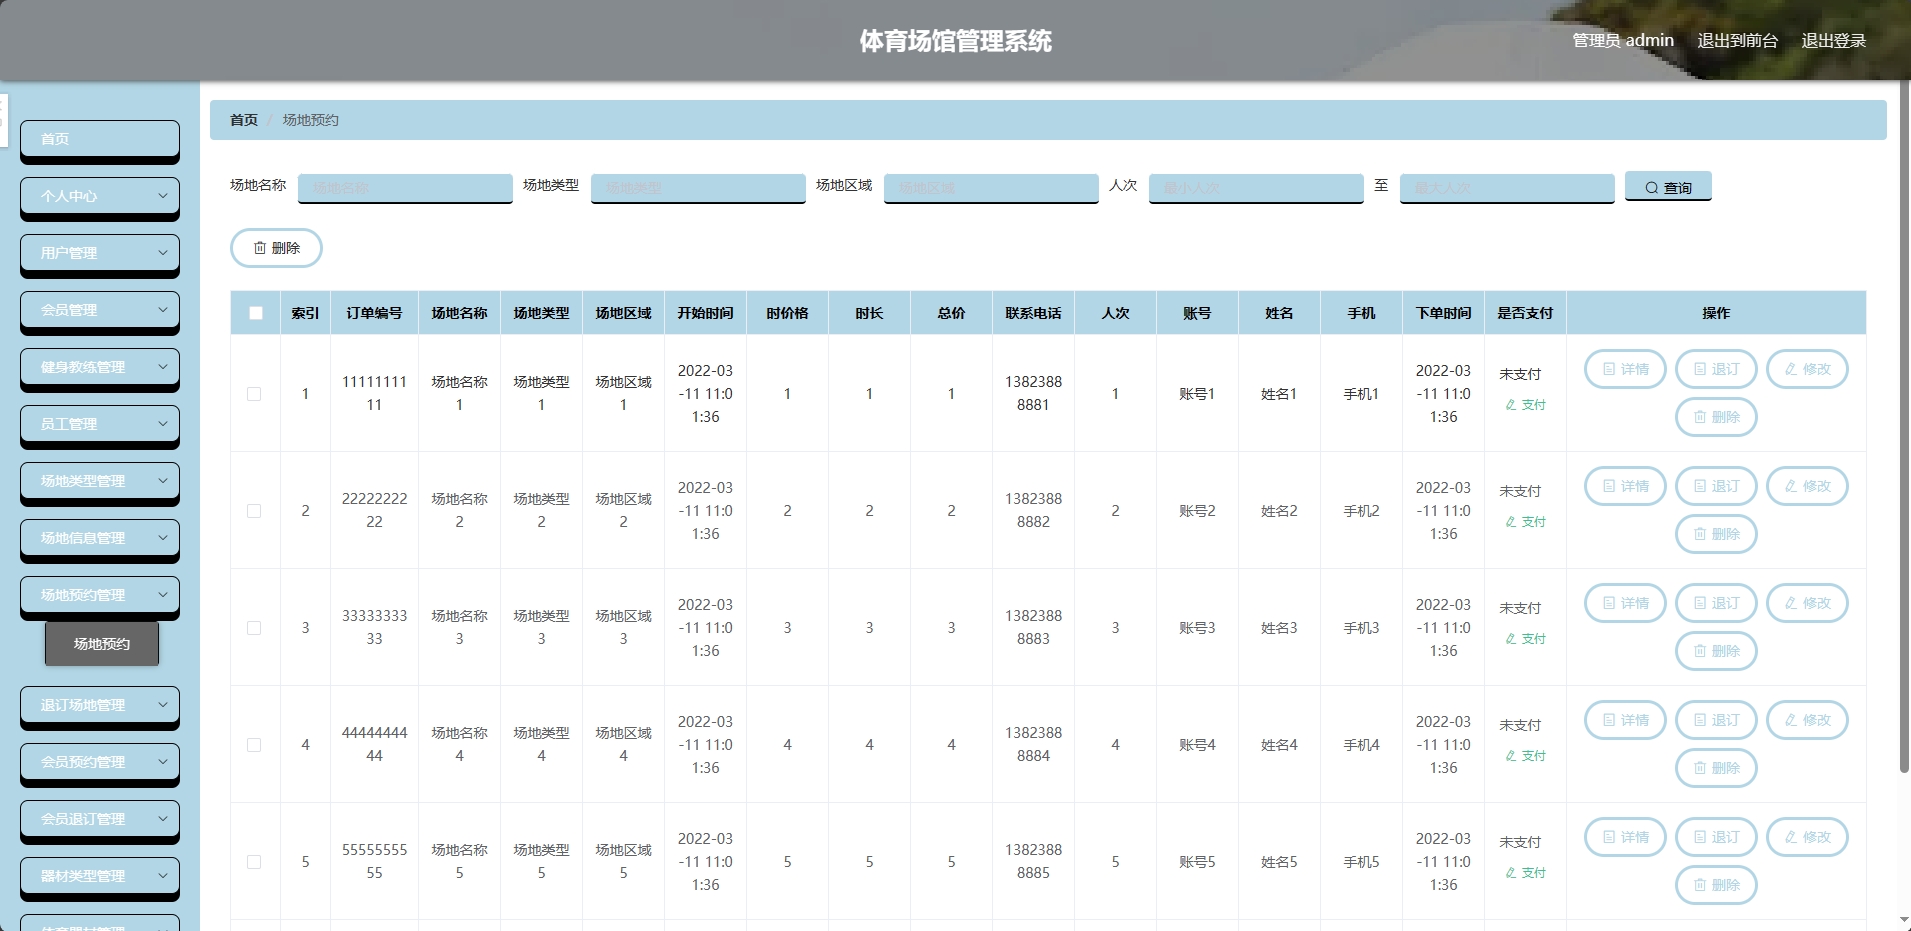 体育场馆管理系统
管理员 admin 退出到前台 退出登录
首页
个人中心
用户管理
会员管理
健身教练管理
员工管理
场地类型管理
场地信息管理
场地预约管理
场地预约
退订场地管理
会员预约管理
会员退订管理
器材类型管理
体育器材管理
首页 / 场地预约
场地名称 场地名称 场地类型 场地类型 场地区域 场地区域 人次 最小人次 至 最大人次 查询
删除
索引 订单编号 场地名称 场地类型 场地区域 开始时间 时价格 时长 总价 联系电话 人次 账号 姓名 手机 下单时间 是否支付 操作
1 1111111111 场地名称1 场地类型1 场地区域1 2022-03-11 11:01:36 1 1 1 13823888881 1 账号1 姓名1 手机1 2022-03-11 11:01:36 未支付 支付 详情 退订 修改 删除
2 2222222222 场地名称2 场地类型2 场地区域2 2022-03-11 11:01:36 2 2 2 13823888882 2 账号2 姓名2 手机2 2022-03-11 11:01:36 未支付 支付 详情 退订 修改 删除
3 3333333333 场地名称3 场地类型3 场地区域3 2022-03-11 11:01:36 3 3 3 13823888883 3 账号3 姓名3 手机3 2022-03-11 11:01:36 未支付 支付 详情 退订 修改 删除
4 4444444444 场地名称4 场地类型4 场地区域4 2022-03-11 11:01:36 4 4 4 13823888884 4 账号4 姓名4 手机4 2022-03-11 11:01:36 未支付 支付 详情 退订 修改 删除
5 5555555555 场地名称5 场地类型5 场地区域5 2022-03-11 11:01:36 5 5 5 13823888885 5 账号5 姓名5 手机5 2022-03-11 11:01:36 未支付 支付 详情 退订 修改 删除